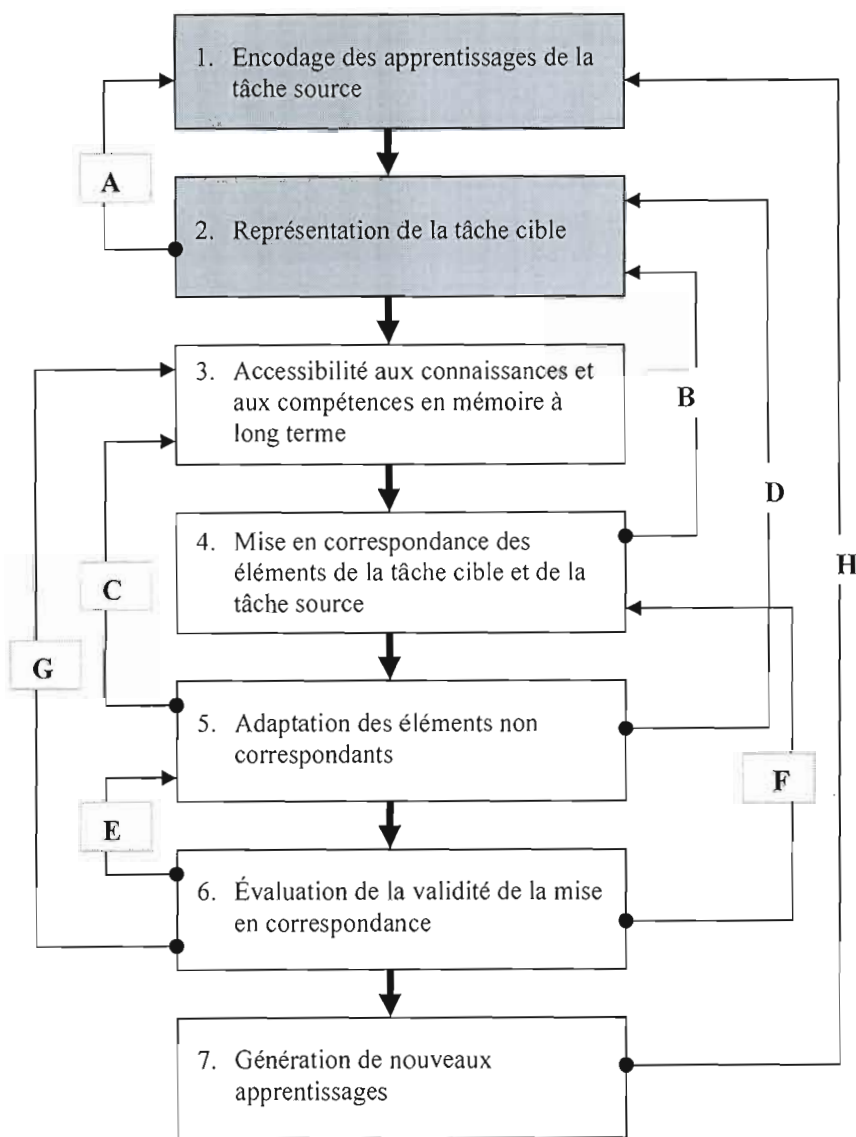 1. Encodage des apprentissages de la
tâche source
A
2. Représentation de la tâche cible
3. Accessibilité aux connaissances et
aux compétences en mémoire à
long terme
B
D
4. Mise en correspondance des
éléments de la tâche cible et de la
tâche source
C
H
G
5. Adaptation des éléments non
correspondants
F
E
6. Évaluation de la validité de la mise
en correspondance
7. Génération de nouveaux
apprentissages